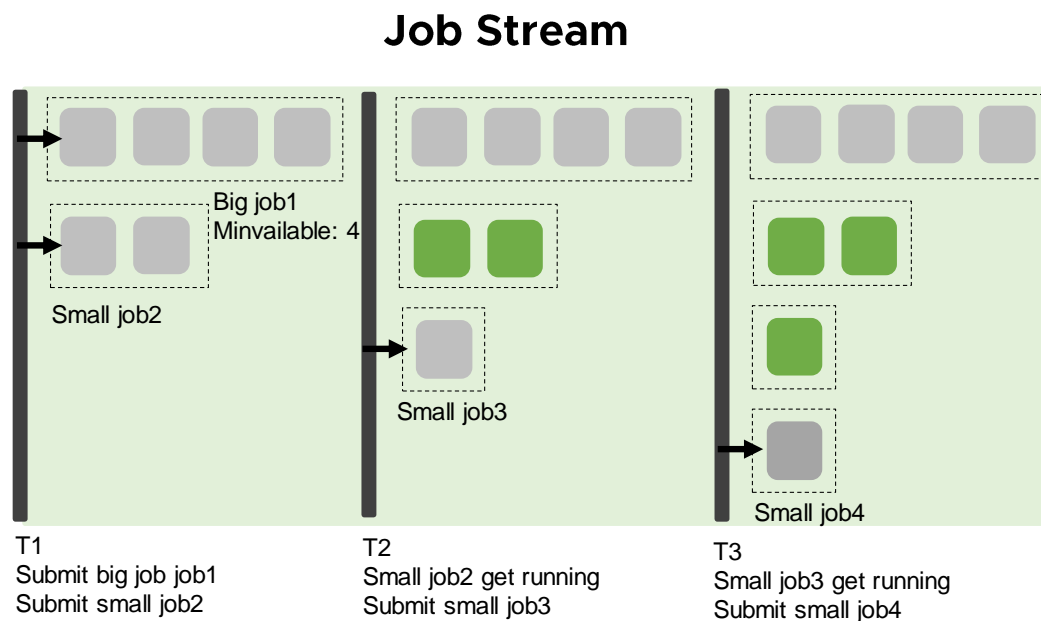 Job Stream
Big job1
Minvailable: 4
Small job2
Small job3
Small job4
T1
Submit big job job1
Submit small job2
T2
Small job2 get running
Submit small job3
T3
Small job3 get running
Submit small job4